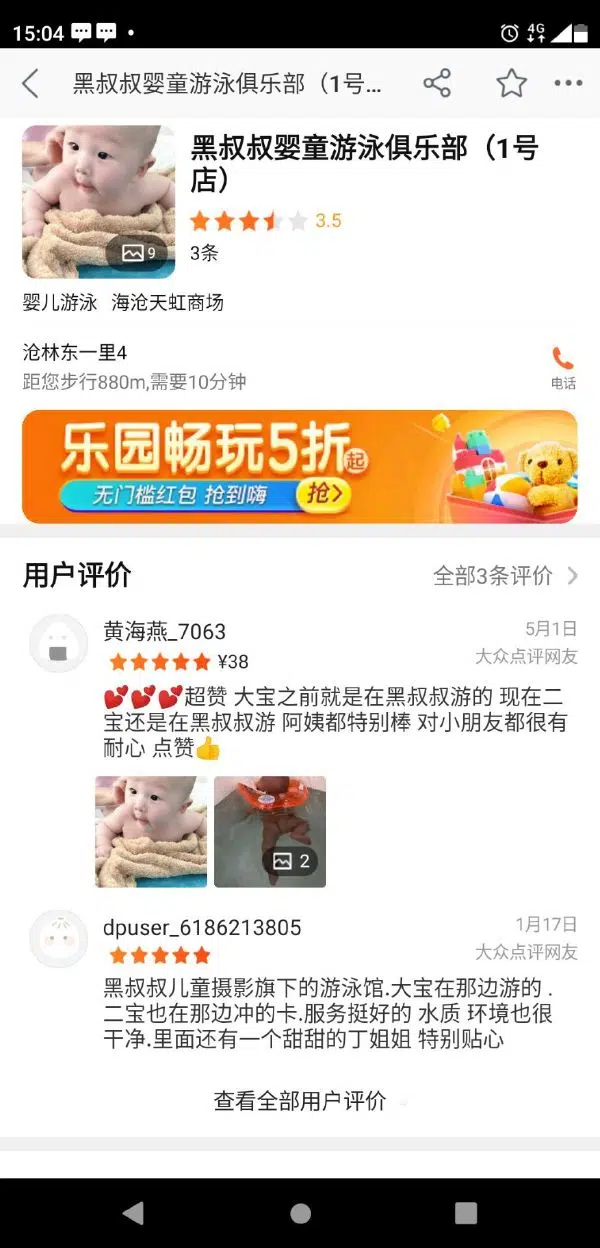 15:04
4G
黑叔叔婴童游泳俱乐部（1号...
黑叔叔婴童游泳俱乐部（1号
店）
3.5
9
3条
婴儿游泳 海沧天虹商场
沧林东一里4
距您步行880m,需要10分钟
电话
乐园畅玩5折起
无门槛红包 抢到嗨
抢>
用户评价
全部3条评价
黄海燕_7063
5月1日
¥38
大众点评网友
💕💕💕超赞 大宝之前就是在黑叔叔游的 现在二
宝还是在黑叔叔游 阿姨都特别棒 对小朋友都很有
耐心 点赞👍
2
dpuser_6186213805
1月17日
大众点评网友
黑叔叔儿童摄影旗下的游泳馆.大宝在那边游的 .
二宝也在那边冲的卡.服务挺好的 水质 环境也很
干净.里面还有一个甜甜的丁姐姐 特别贴心
查看全部用户评价